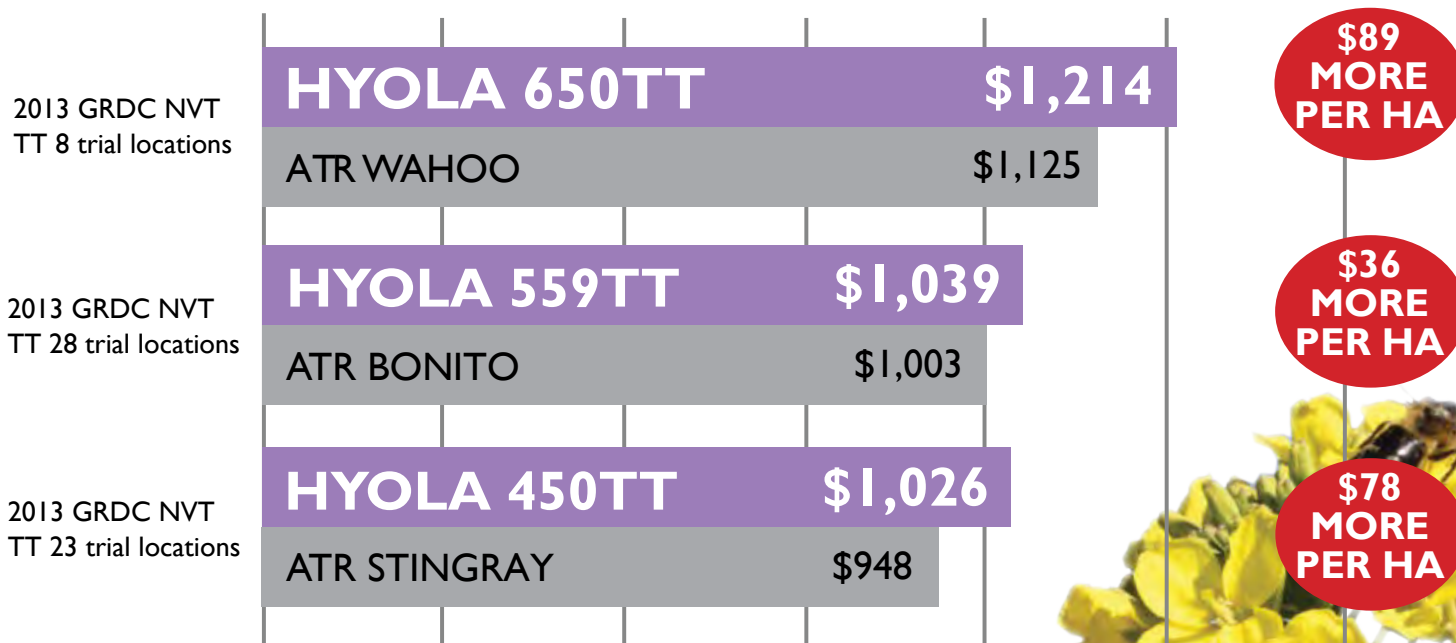 2013 GRDC NVT
TT 8 trial locations
HYOLA 650TT $1,214
ATR WAHOO $1,125
$89
MORE
PER HA
2013 GRDC NVT
TT 28 trial locations
HYOLA 559TT $1,039
ATR BONITO $1,003
$36
MORE
PER HA
2013 GRDC NVT
TT 23 trial locations
HYOLA 450TT $1,026
ATR STINGRAY $948
$78
MORE
PER HA